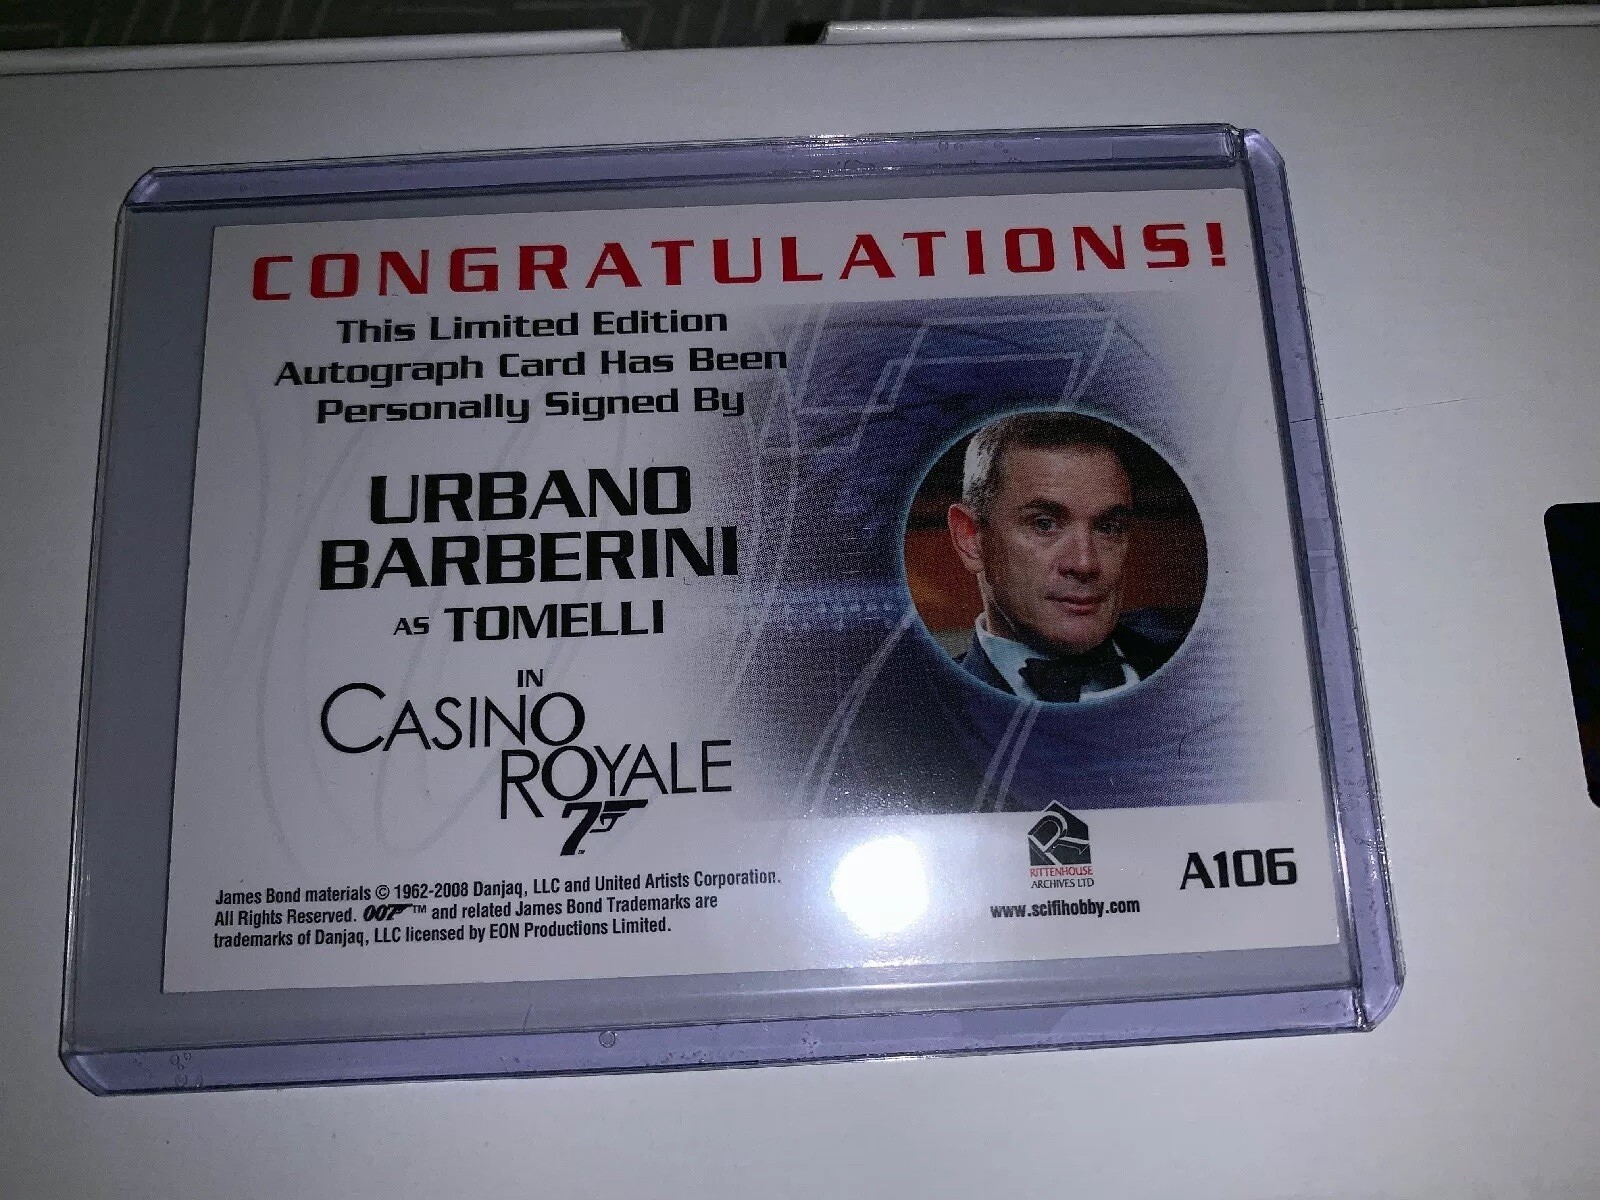 CONGRATULATIONS!
This Limited Edition
Autograph Card Has Been
Personally Signed By
URBANO
BARBERINI
AS TOMELLI
IN
CASINO
ROYALE
7™
James Bond materials © 1962-2008 Danjaq, LLC and United Artists Corporation.
All Rights Reserved. 007™ and related James Bond Trademarks are
trademarks of Danjaq, LLC licensed by EON Productions Limited.
RITTENHOUSE
ARCHIVES LTD
www.scifihobby.com
A106